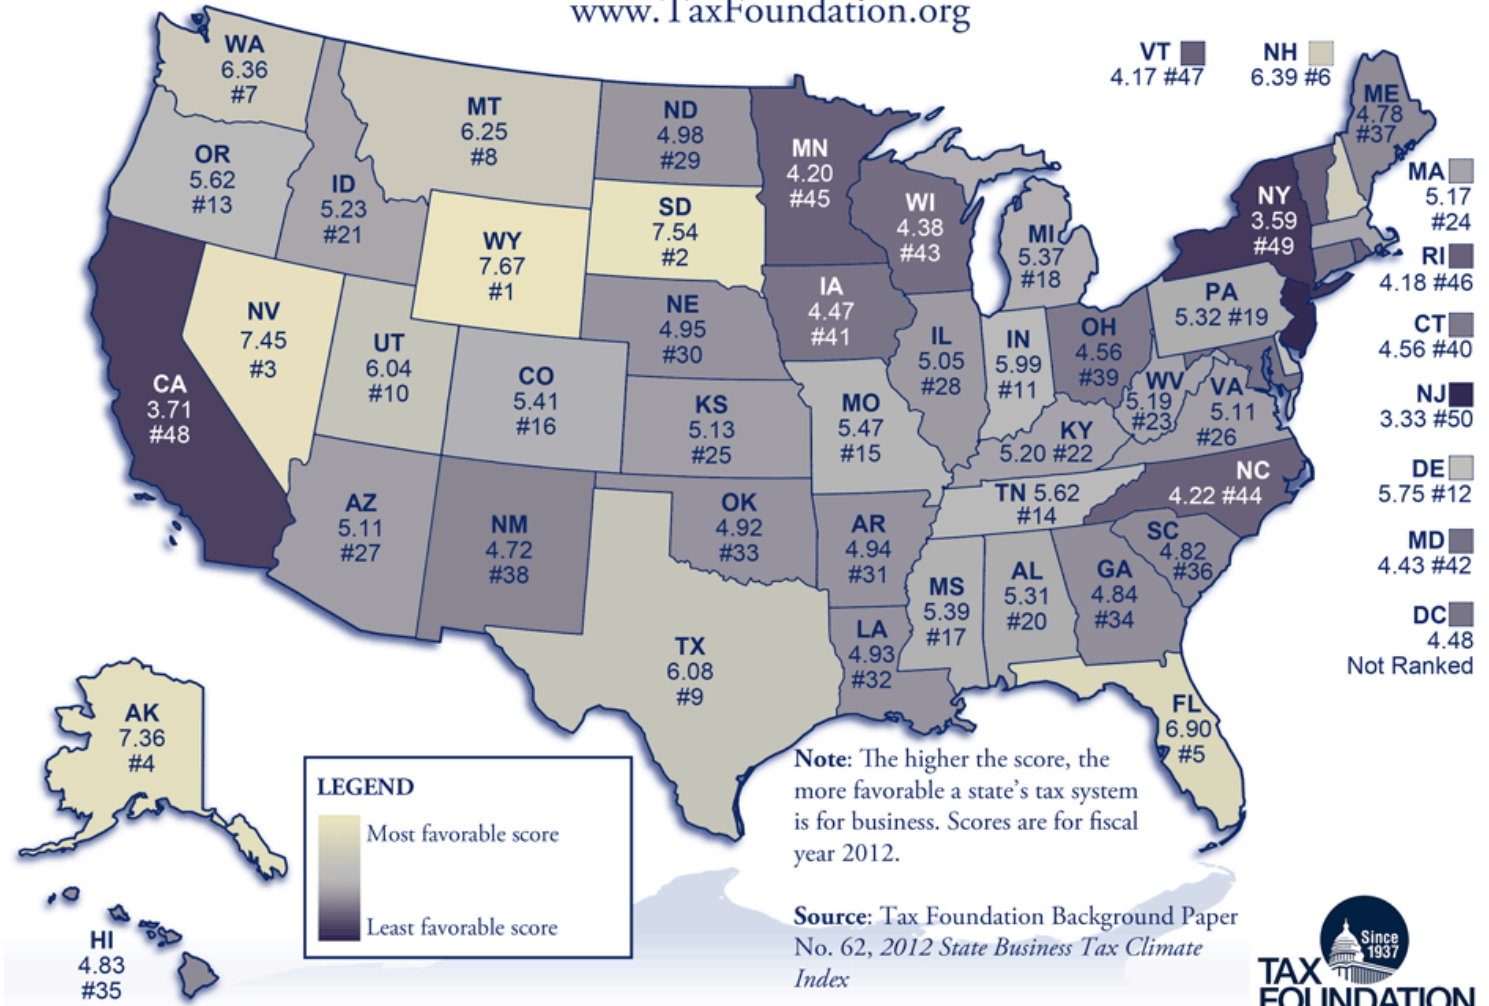 www.TaxFoundation.org
WA
6.36
#7
MT
6.25
#8
ND
4.98
#29
MN
4.20
#45
VT
4.17 #47
NH
6.39 #6
ME
4.78
#37
OR
5.62
#13
ID
5.23
#21
WY
7.67
#1
SD
7.54
#2
WI
4.38
#43
MI
5.37
#18
NY
3.59
#49
MA
5.17
#24
RI
4.18 #46
CT
4.56 #40
NJ
3.33 #50
DE
5.75 #12
MD
4.43 #42
DC
4.48
Not Ranked
CA
3.71
#48
NV
7.45
#3
UT
6.04
#10
CO
5.41
#16
NE
4.95
#30
KS
5.13
#25
IA
4.47
#41
MO
5.47
#15
IL
5.05
#28
IN
5.99
#11
OH
4.56
#39
PA
5.32 #19
WV
5.19
#23
VA
5.11
#26
KY
5.20 #22
NC
4.22 #44
TN 5.62
#14
SC
4.82
#36
AZ
5.11
#27
NM
4.72
#38
OK
4.92
#33
AR
4.94
#31
MS
5.39
#17
AL
5.31
#20
GA
4.84
#34
LA
4.93
#32
TX
6.08
#9
FL
6.90
#5
AK
7.36
#4
HI
4.83
#35
LEGEND
Most favorable score
Least favorable score
Note: The higher the score, the
more favorable a state’s tax system
is for business. Scores are for fiscal
year 2012.
Source: Tax Foundation Background Paper
No. 62, 2012 State Business Tax Climate
Index
Since
1937
TAX
FOUNDATION